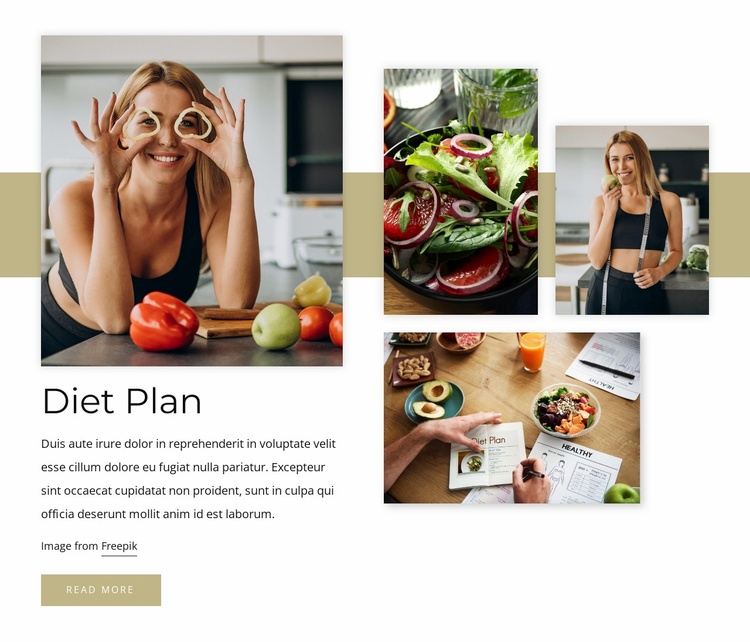 Diet Plan
Duis aute irure dolor in reprehenderit in voluptate velit
esse cillum dolore eu fugiat nulla pariatur. Excepteur
sint occaecat cupidatat non proident, sunt in culpa qui
officia deserunt mollit anim id est laborum.
Image from Freepik
READ MORE
HEALTHY
Diet Plan
HEALTHY